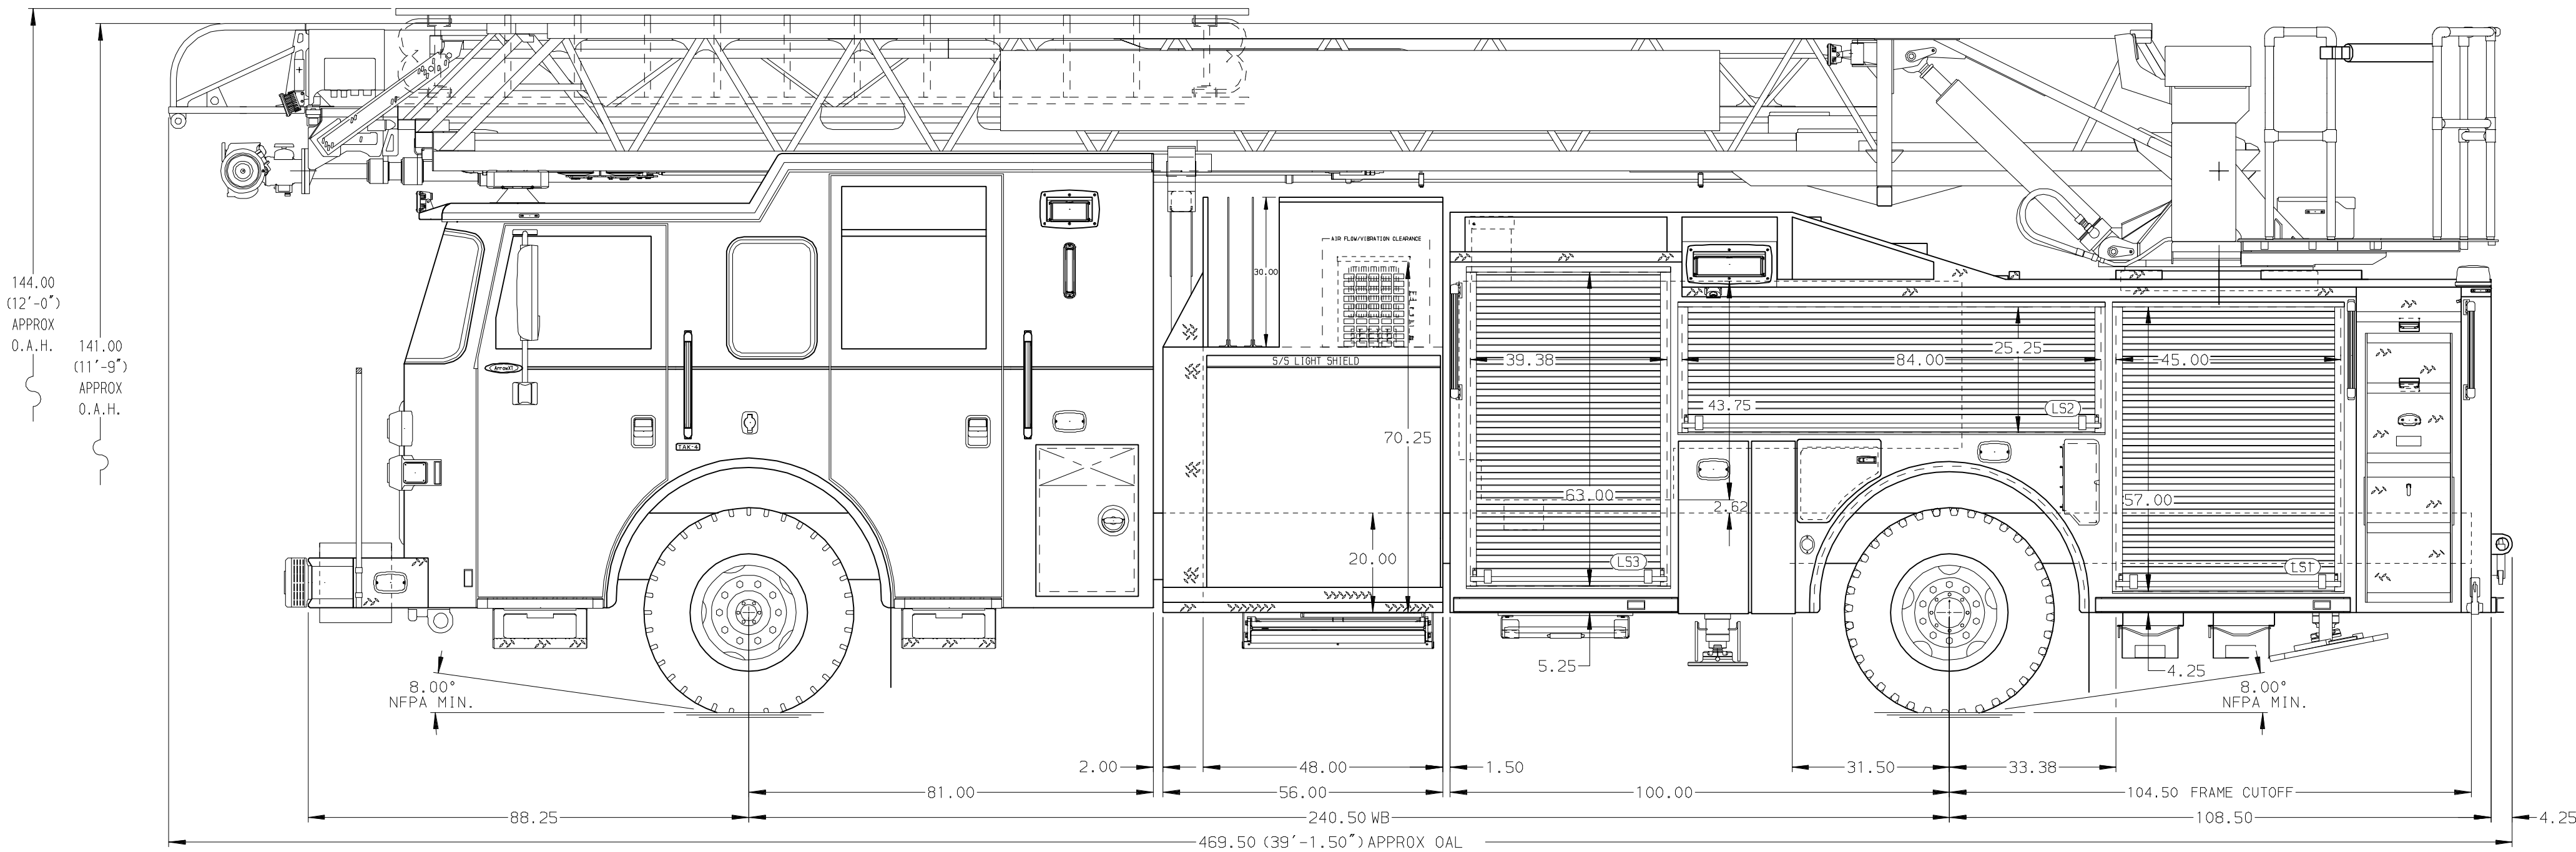 144.00
(12'-0")
APPROX
O.A.H.
141.00
(11'-9")
APPROX
O.A.H.
AIR FLOW/VIBRATION CLEARANCE
30.00
S/S LIGHT SHIELD
ArrowXT
TAK-4
70.25
20.00
39.38
63.00
LS3
43.75
2.62
84.00
25.25
LS2
45.00
57.00
LS1
5.25
4.25
8.00°
NFPA MIN.
8.00°
NFPA MIN.
2.00
48.00
1.50
31.50
33.38
81.00
56.00
100.00
104.50 FRAME CUTOFF
88.25
240.50 WB
108.50
4.25
469.50 (39'-1.50") APPROX OAL